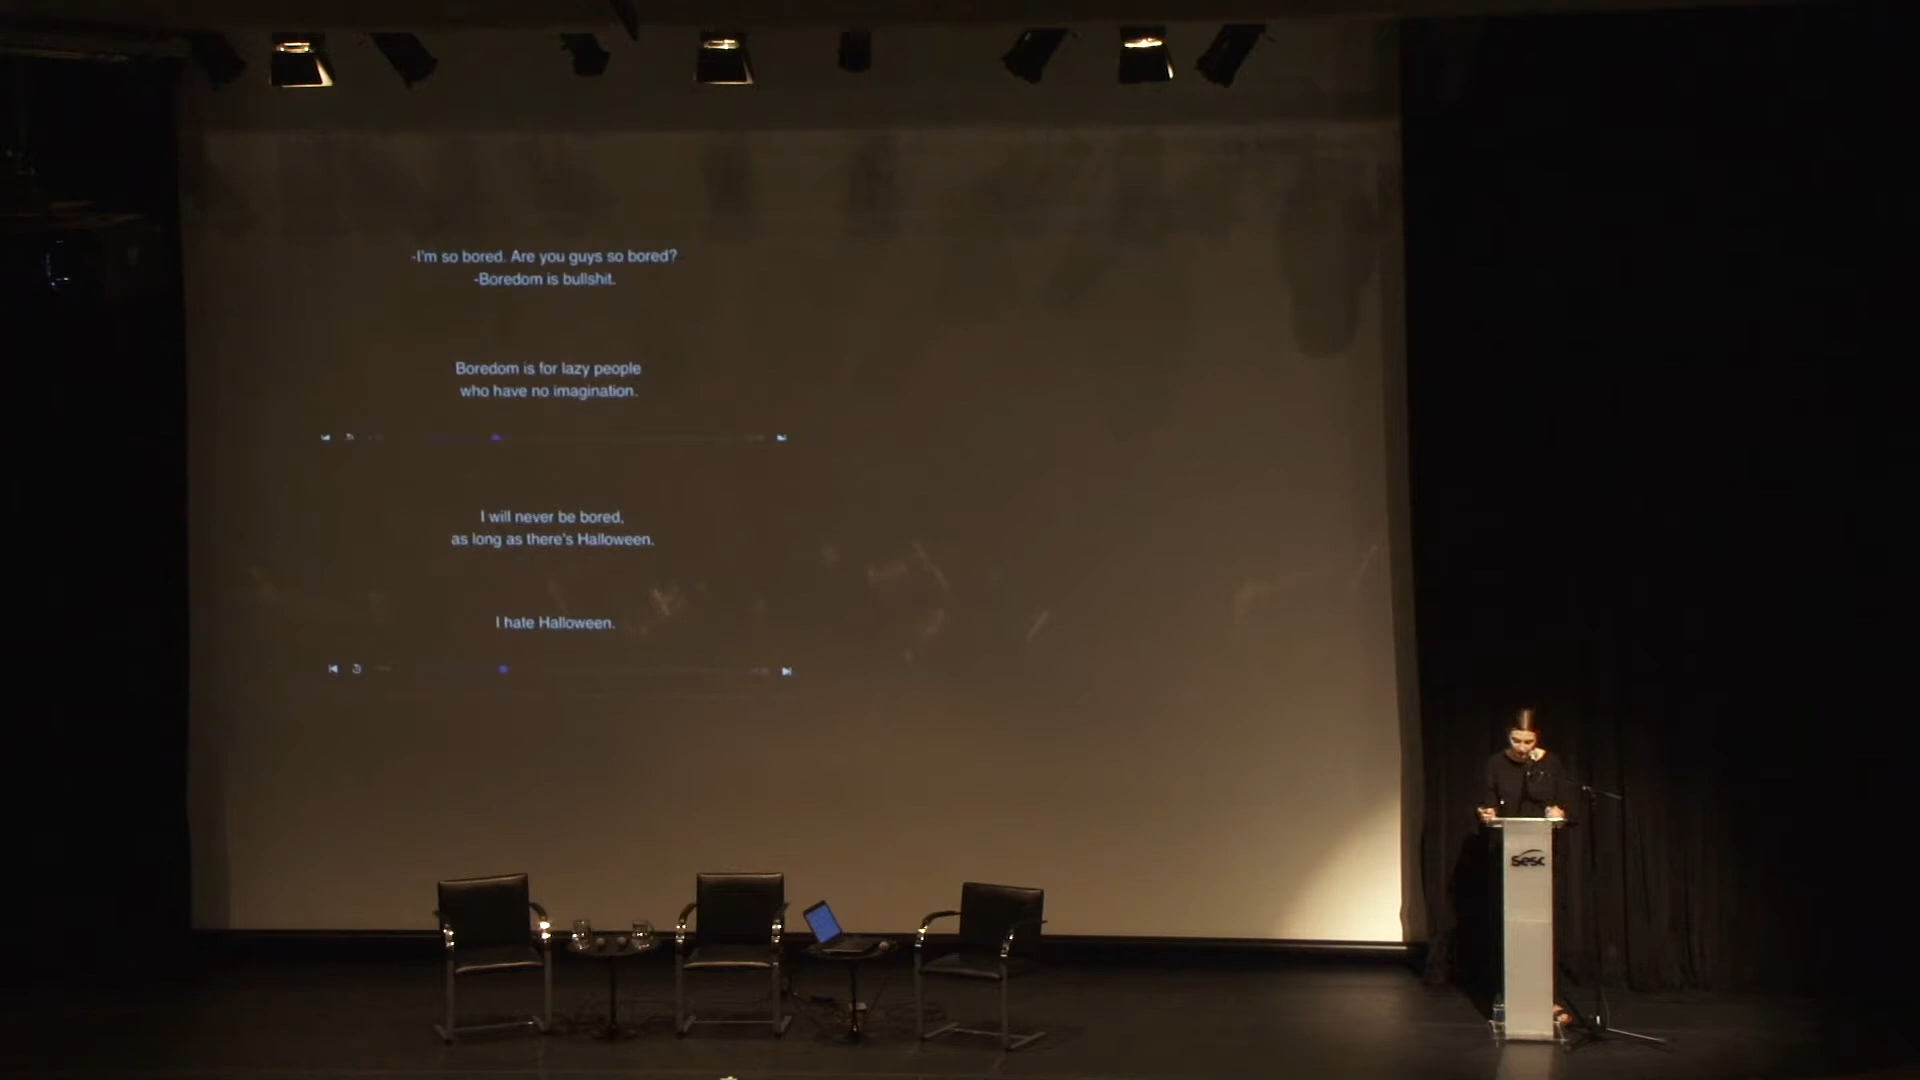 -I'm so bored. Are you guys so bored?
-Boredom is bullshit.
Boredom is for lazy people
who have no imagination.
I will never be bored,
as long as there's Halloween.
I hate Halloween.
Sesc